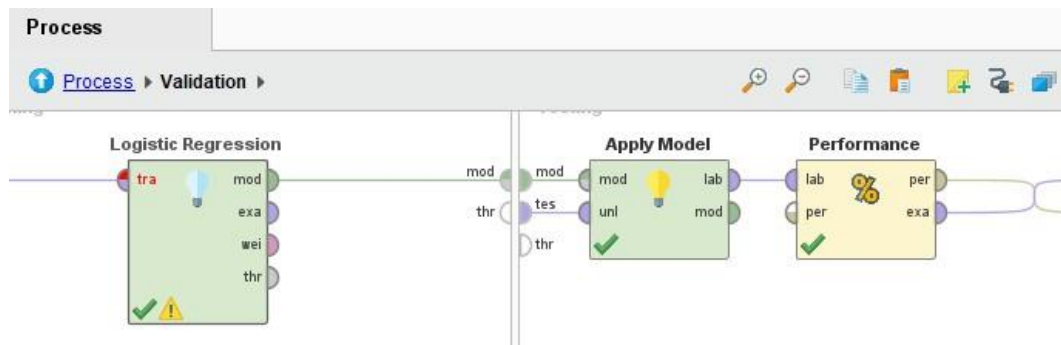 Process
Process ▸ Validation ▸
Logistic Regression
tra mod
exa
wei
thr
mod
thr
mod
tes
thr
Apply Model
mod lab
unl mod
Performance
lab % per
per exa